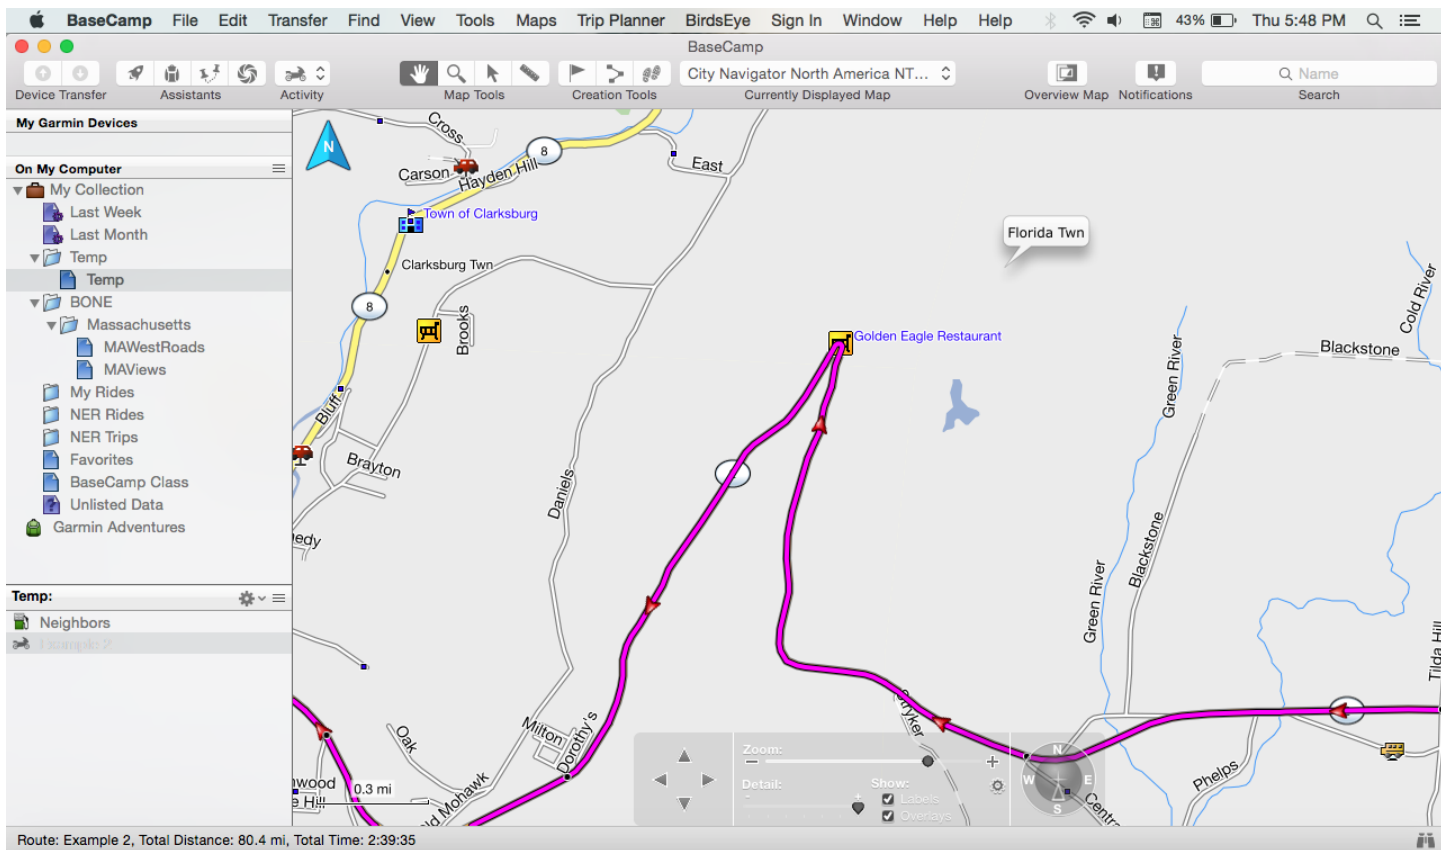 BaseCamp File Edit Transfer Find View Tools Maps Trip Planner BirdsEye Sign In Window Help Help 43% Thu 5:48 PM
BaseCamp
City Navigator North America NT...
Name
Device Transfer Assistants Activity Map Tools Creation Tools Currently Displayed Map Overview Map Notifications Search
My Garmin Devices
On My Computer
My Collection
Last Week
Last Month
Temp
Temp
BONE
Massachusetts
MAWestRoads
MAViews
My Rides
NER Rides
NER Trips
Favorites
BaseCamp Class
Unlisted Data
Garmin Adventures
Temp:
Neighbors
Example 2
N
Cross
8
Carson
Hayden Hill
East
Town of Clarksburg
Florida Twn
Clarksburg Twn
8
Brooks
Golden Eagle Restaurant
Cold River
Blackstone
Green River
Bluff
Brayton
Daniels
Blackstone
Green River
Tilda Hill
Stryker
Oak
Milton
Dorothy's
Phelps
Centra
0.3 mi
Zoom:
Detail:
Show:
Labels
Overlays
N
W E
S
Route: Example 2, Total Distance: 80.4 mi, Total Time: 2:39:35